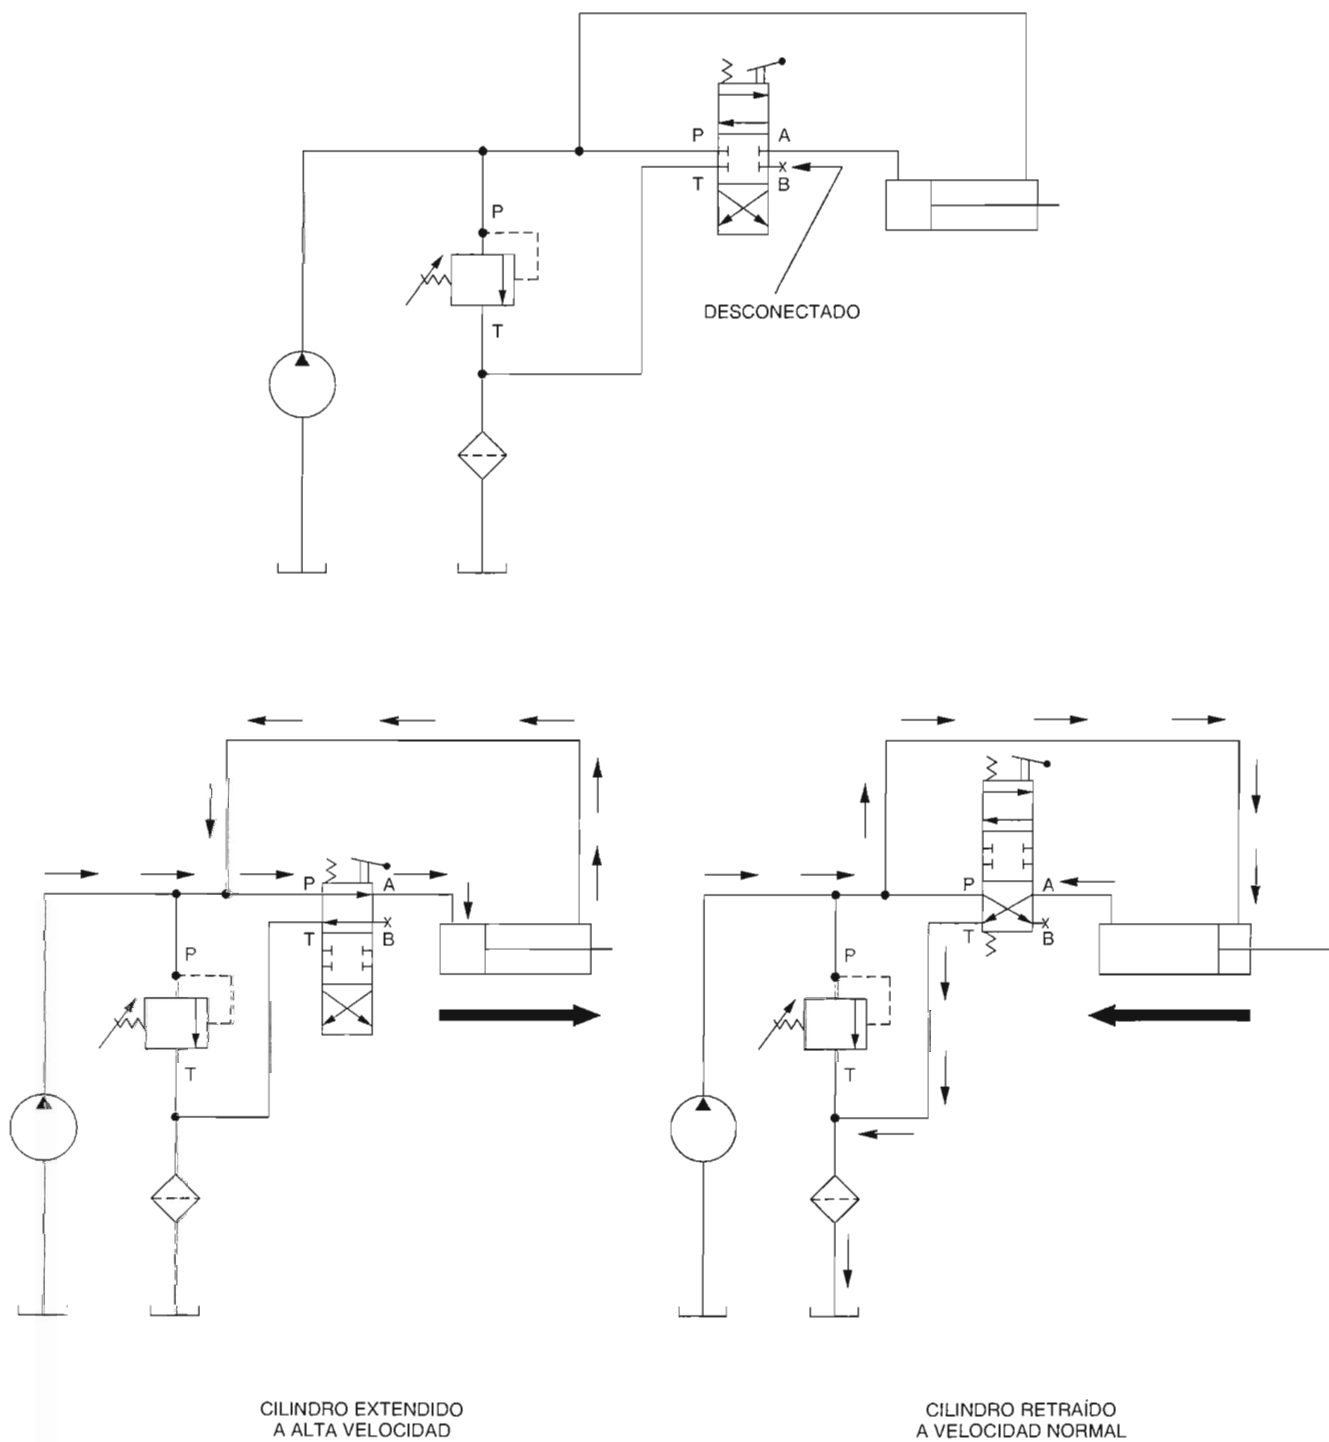 P A
T B
P
DESCONECTADO
T
P A
T B
P
T
P A
T B
P
T
CILINDRO EXTENDIDO
A ALTA VELOCIDAD
CILINDRO RETRAÍDO
A VELOCIDAD NORMAL